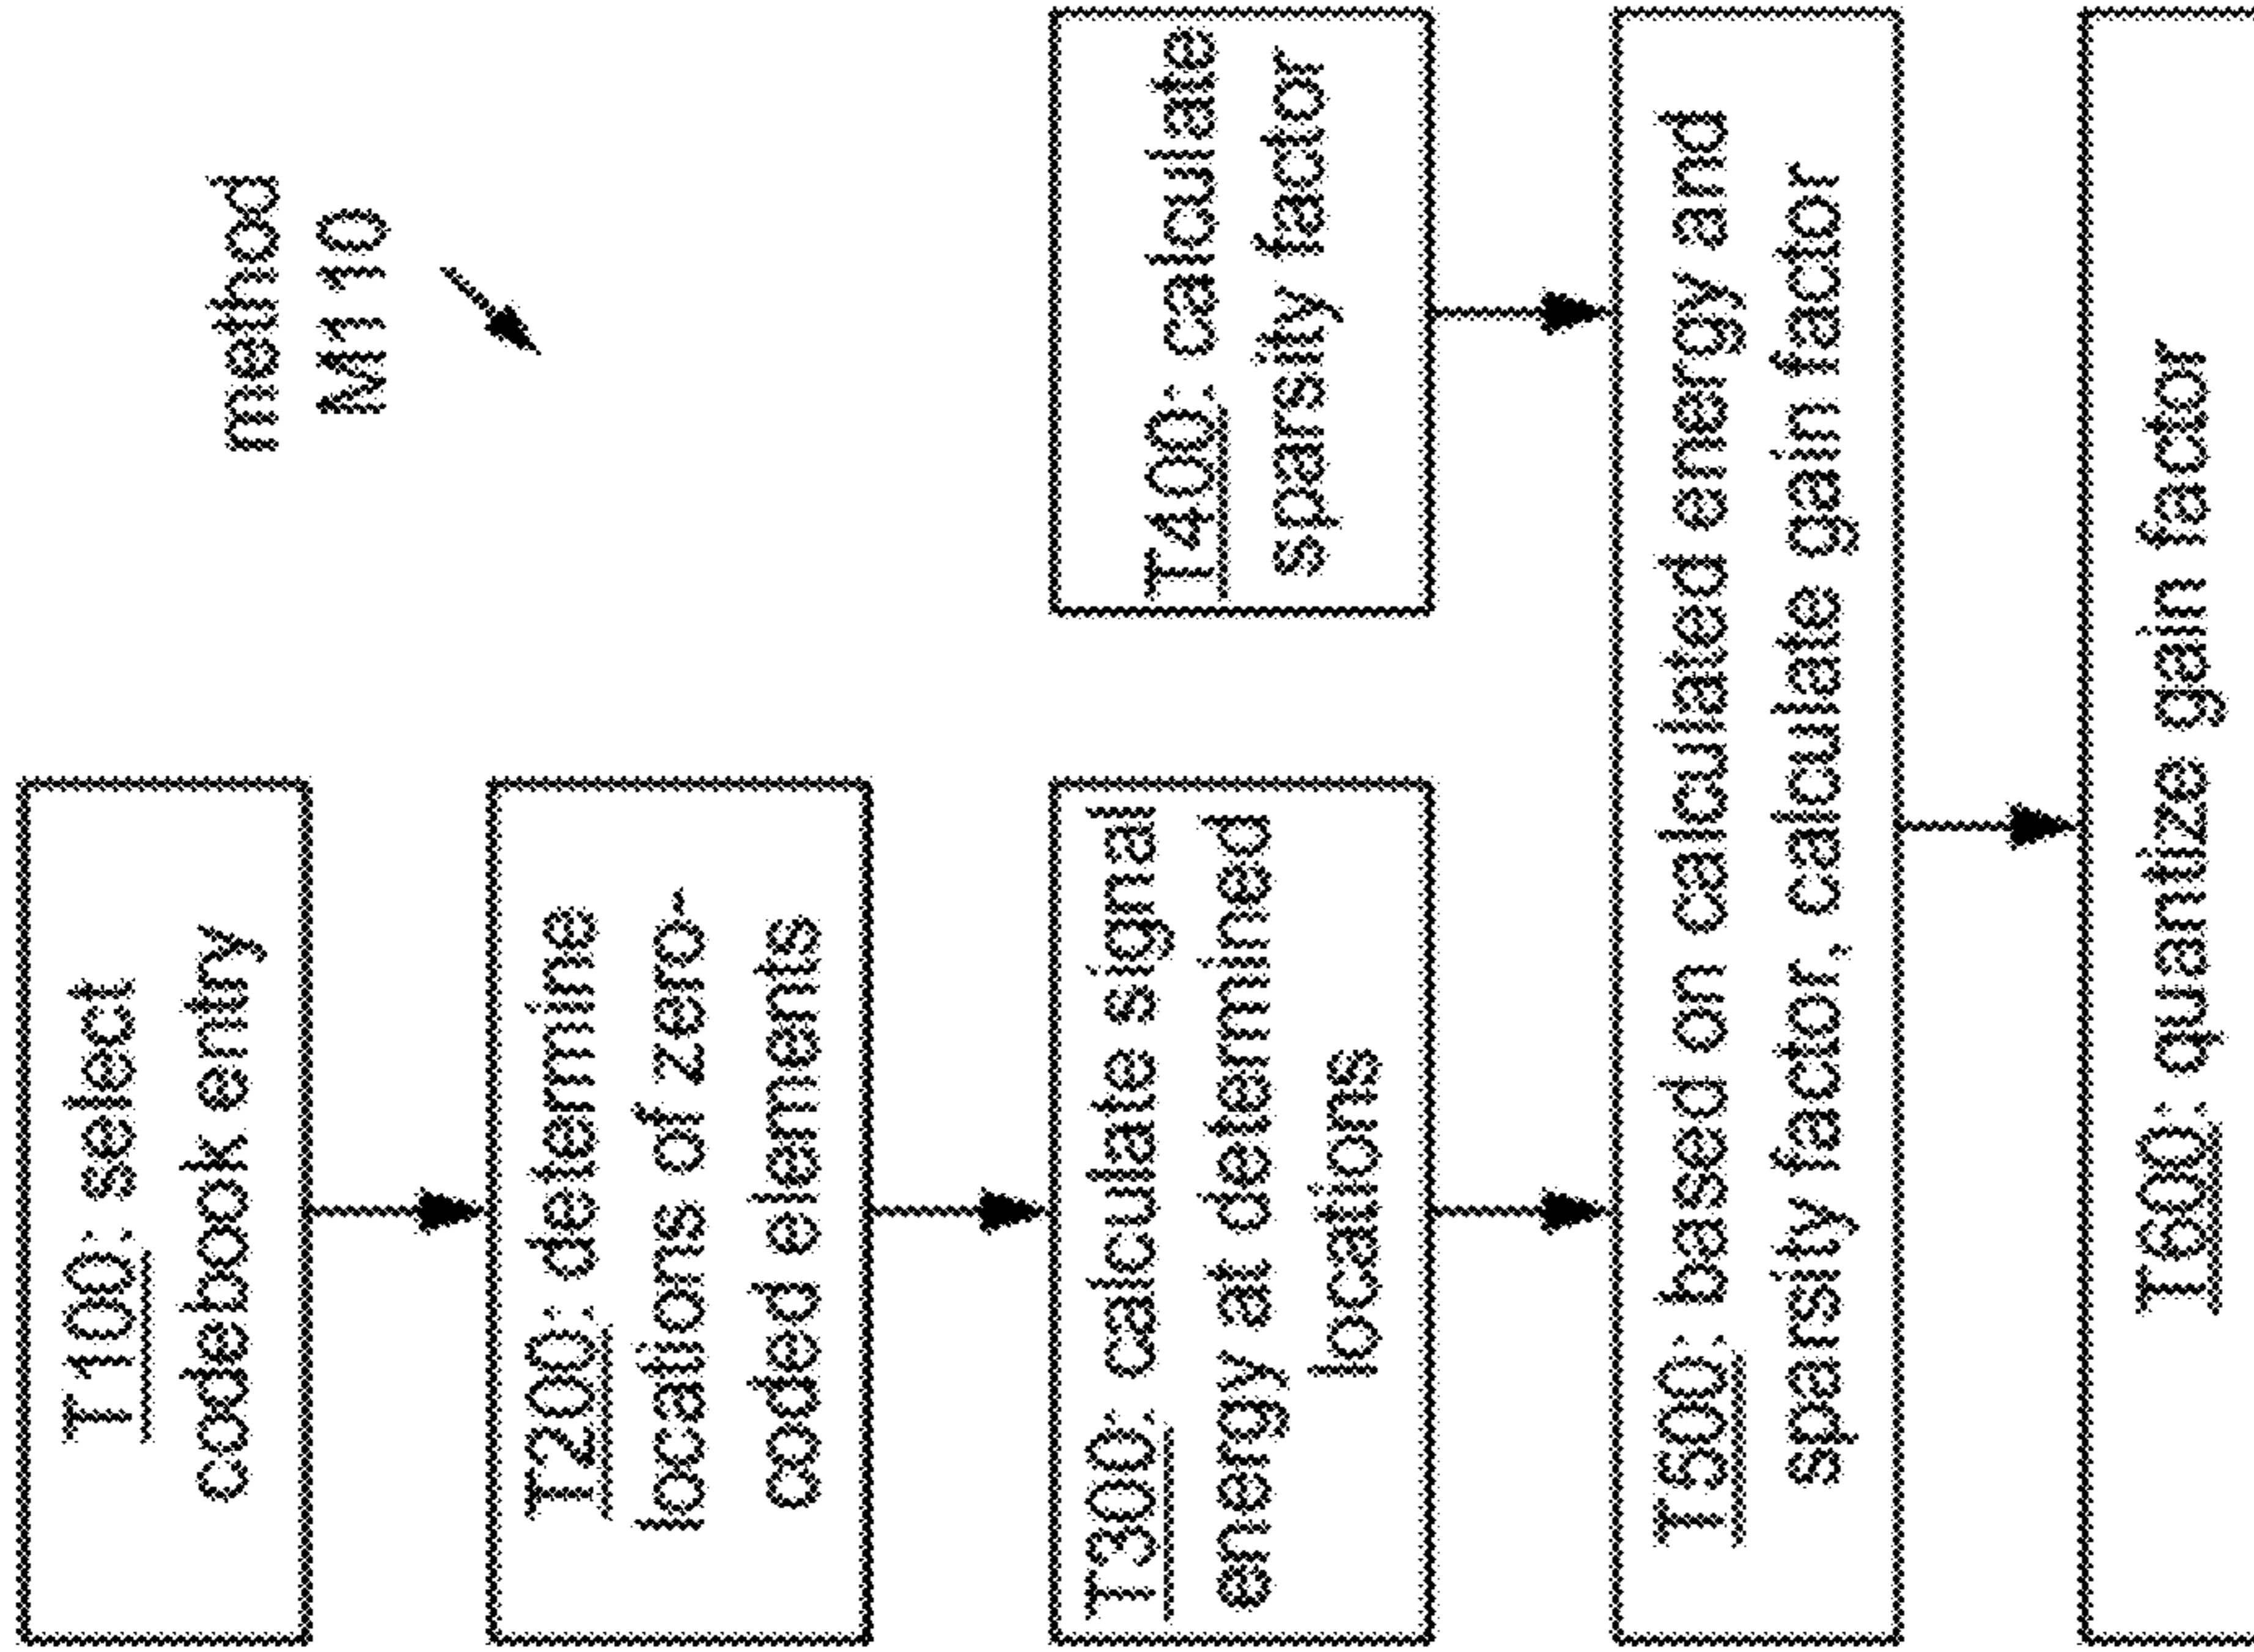 method
M110
T100: select
codebook entry
T200: determine
locations of zero-
coded elements
T300: calculate signal
energy at determined
locations
T400: calculate
sparsity factor
T500: based on calculated energy and
sparsity factor, calculate gain factor
T600: quantize gain factor